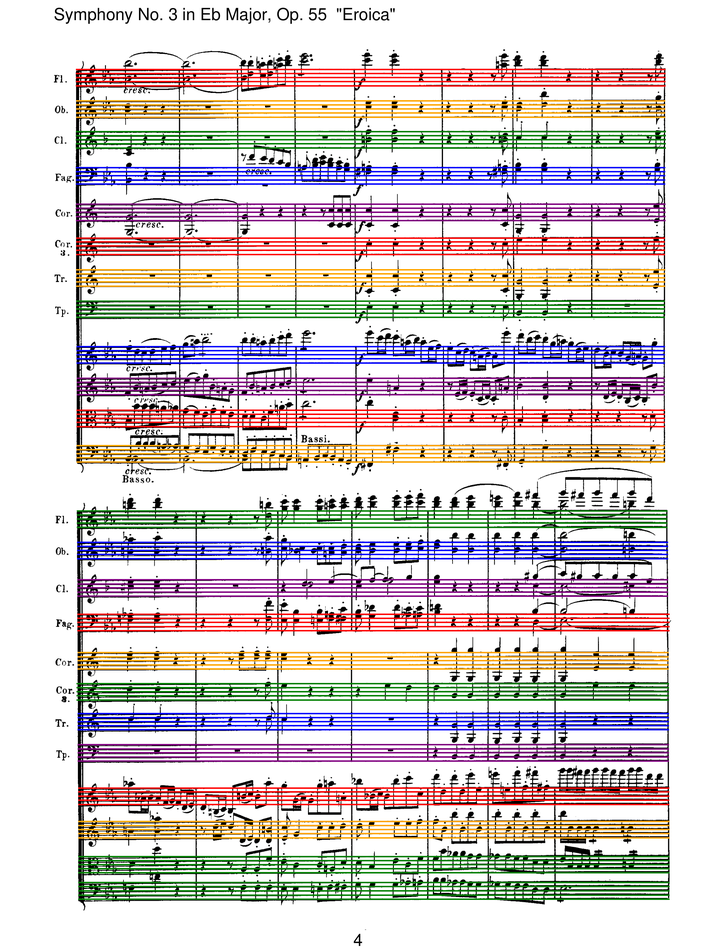 Symphony No. 3 in Eb Major, Op. 55 "Eroica"
Fl.
cresc.
Ob.
Cl.
Fag.
cresc.
Cor.
cresc.
Cor. 3.
Tr.
Tp.
cresc.
cresc.
cresc.
Bassi.
cresc.
Basso.
Fl.
Ob.
Cl.
Fag.
Cor.
Cor. 3.
Tr.
Tp.
4